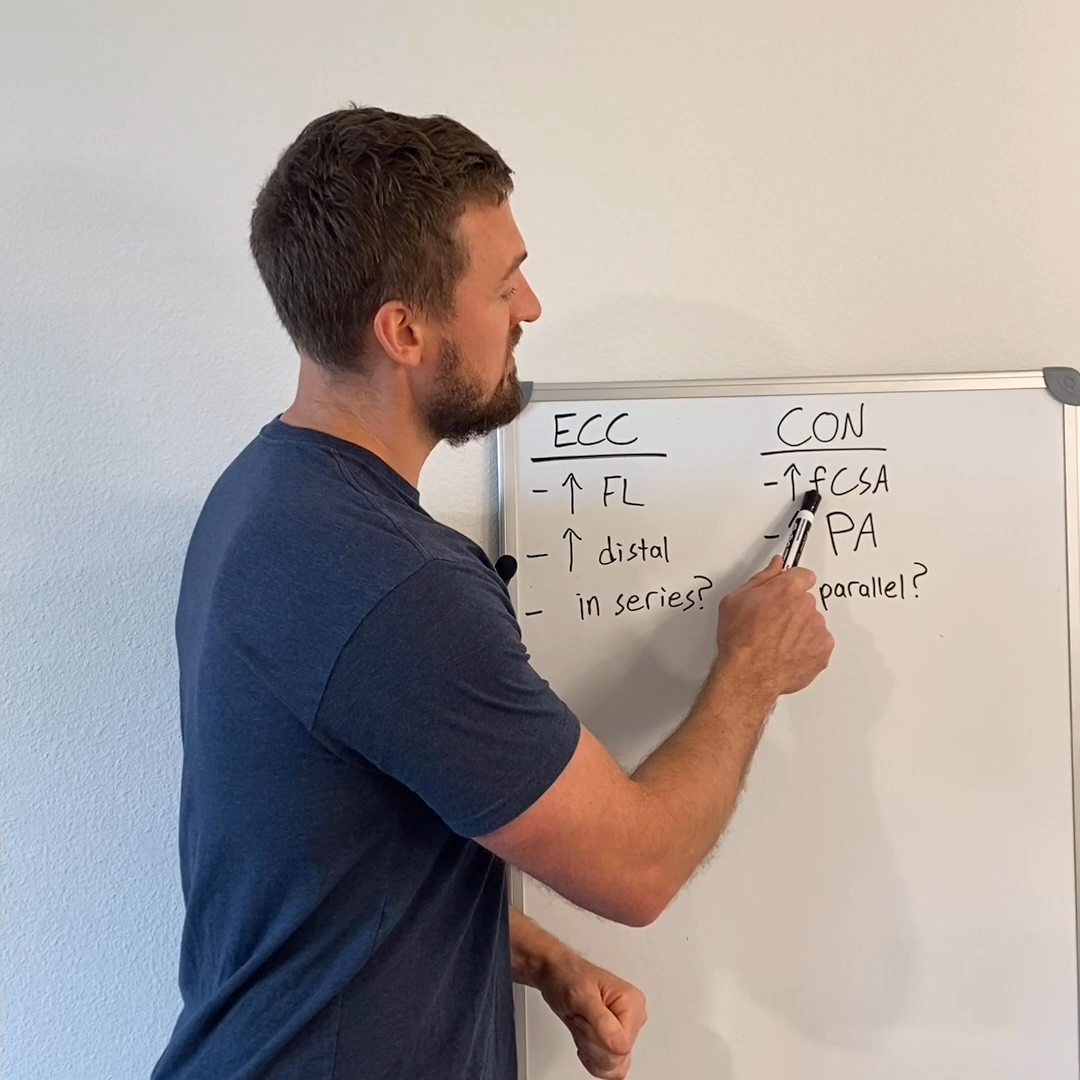 ECC
- ↑ FL
- ↑ distal
- in series?
CON
- ↑ fCSA
- PA
parallel?